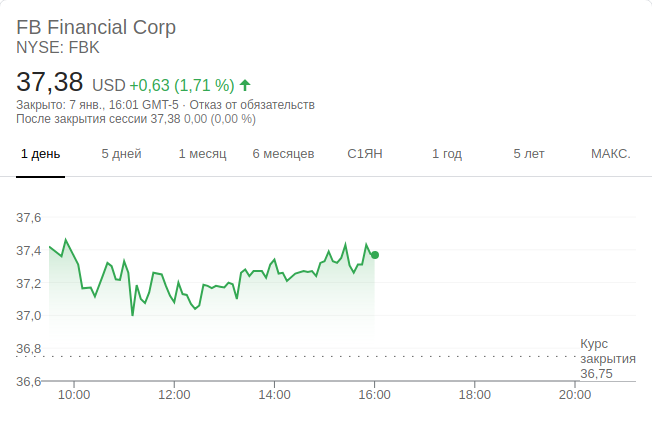 FB Financial Corp
NYSE: FBK
37,38 USD +0,63 (1,71 %)
Закрыто: 7 янв., 16:01 GMT-5 · Отказ от обязательств
После закрытия сессии 37,38 0,00 (0,00 %)
1 день 5 дней 1 месяц 6 месяцев С1ЯН 1 год 5 лет МАКС.
37,6
37,4
37,2
37,0
36,8
36,6
Курс
закрытия
36,75
10:00 12:00 14:00 16:00 18:00 20:00